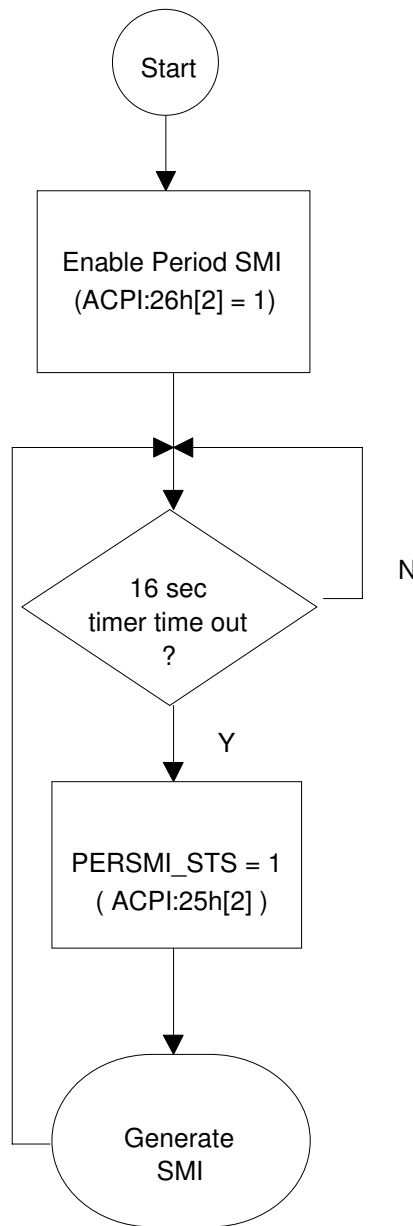 Start
Enable Period SMI
(ACPI:26h[2] = 1)
N
16 sec
timer time out
?
Y
PERSMI_STS = 1
( ACPI:25h[2] )
Generate
SMI